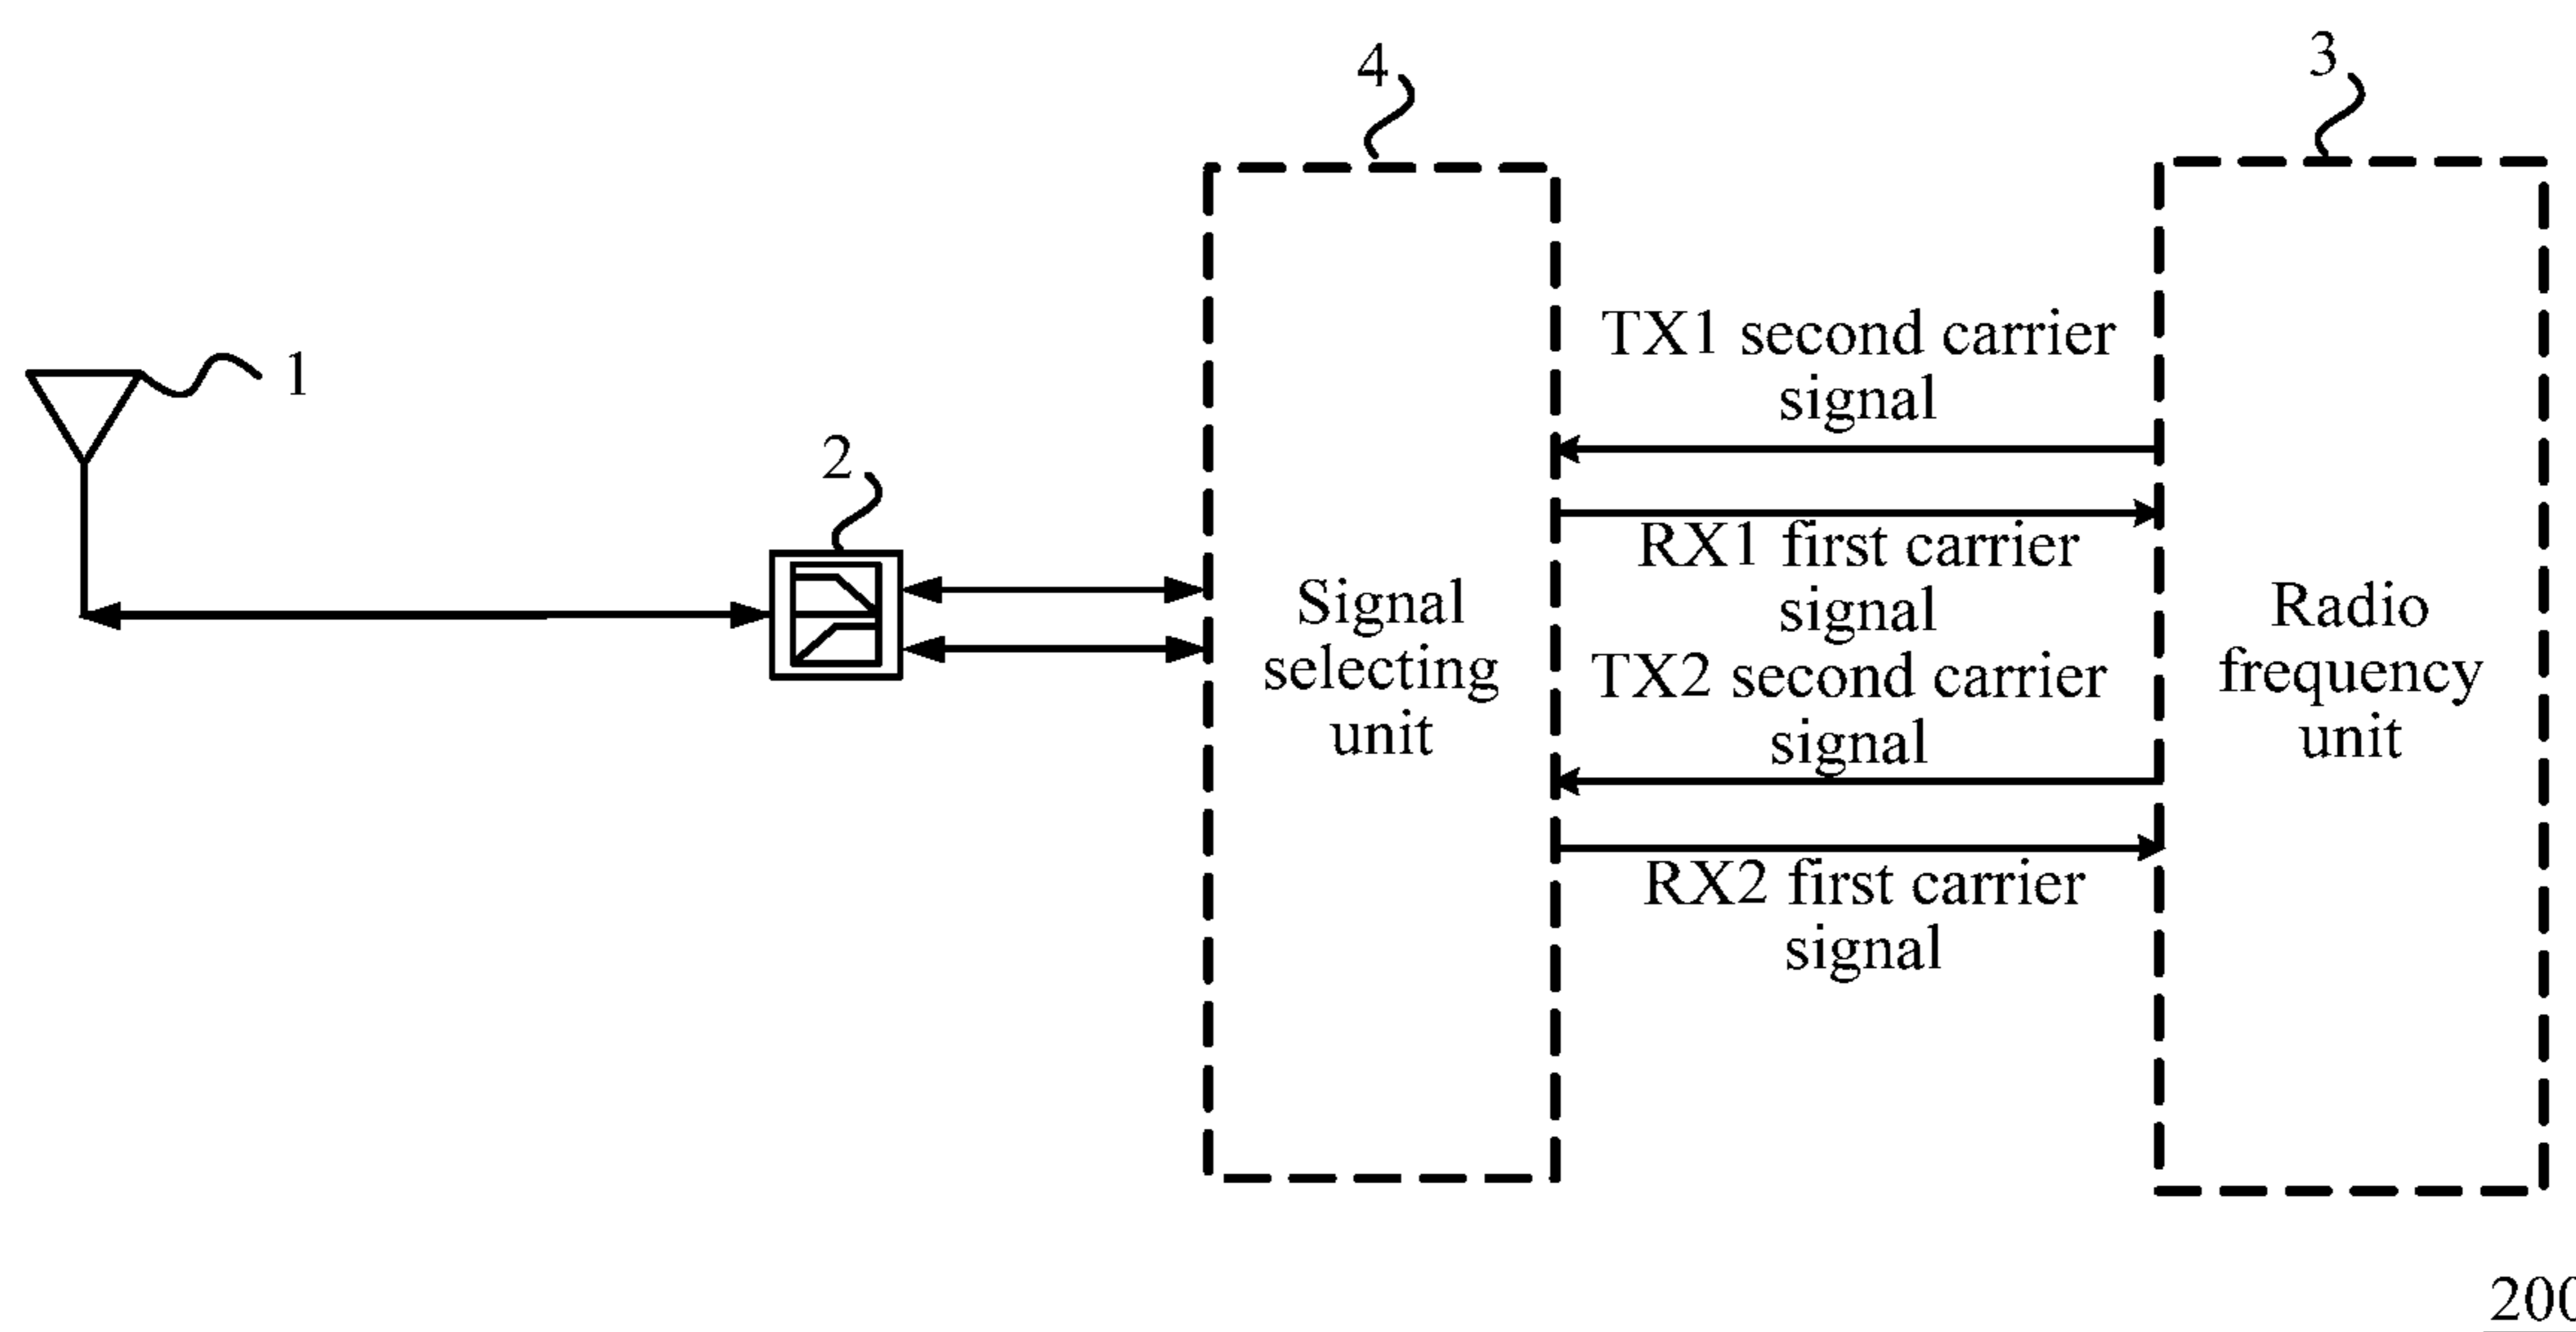 4
3
1
2
TX1 second carrier
signal
RX1 first carrier
signal
TX2 second carrier
signal
RX2 first carrier
signal
Signal
selecting
unit
Radio
frequency
unit
200